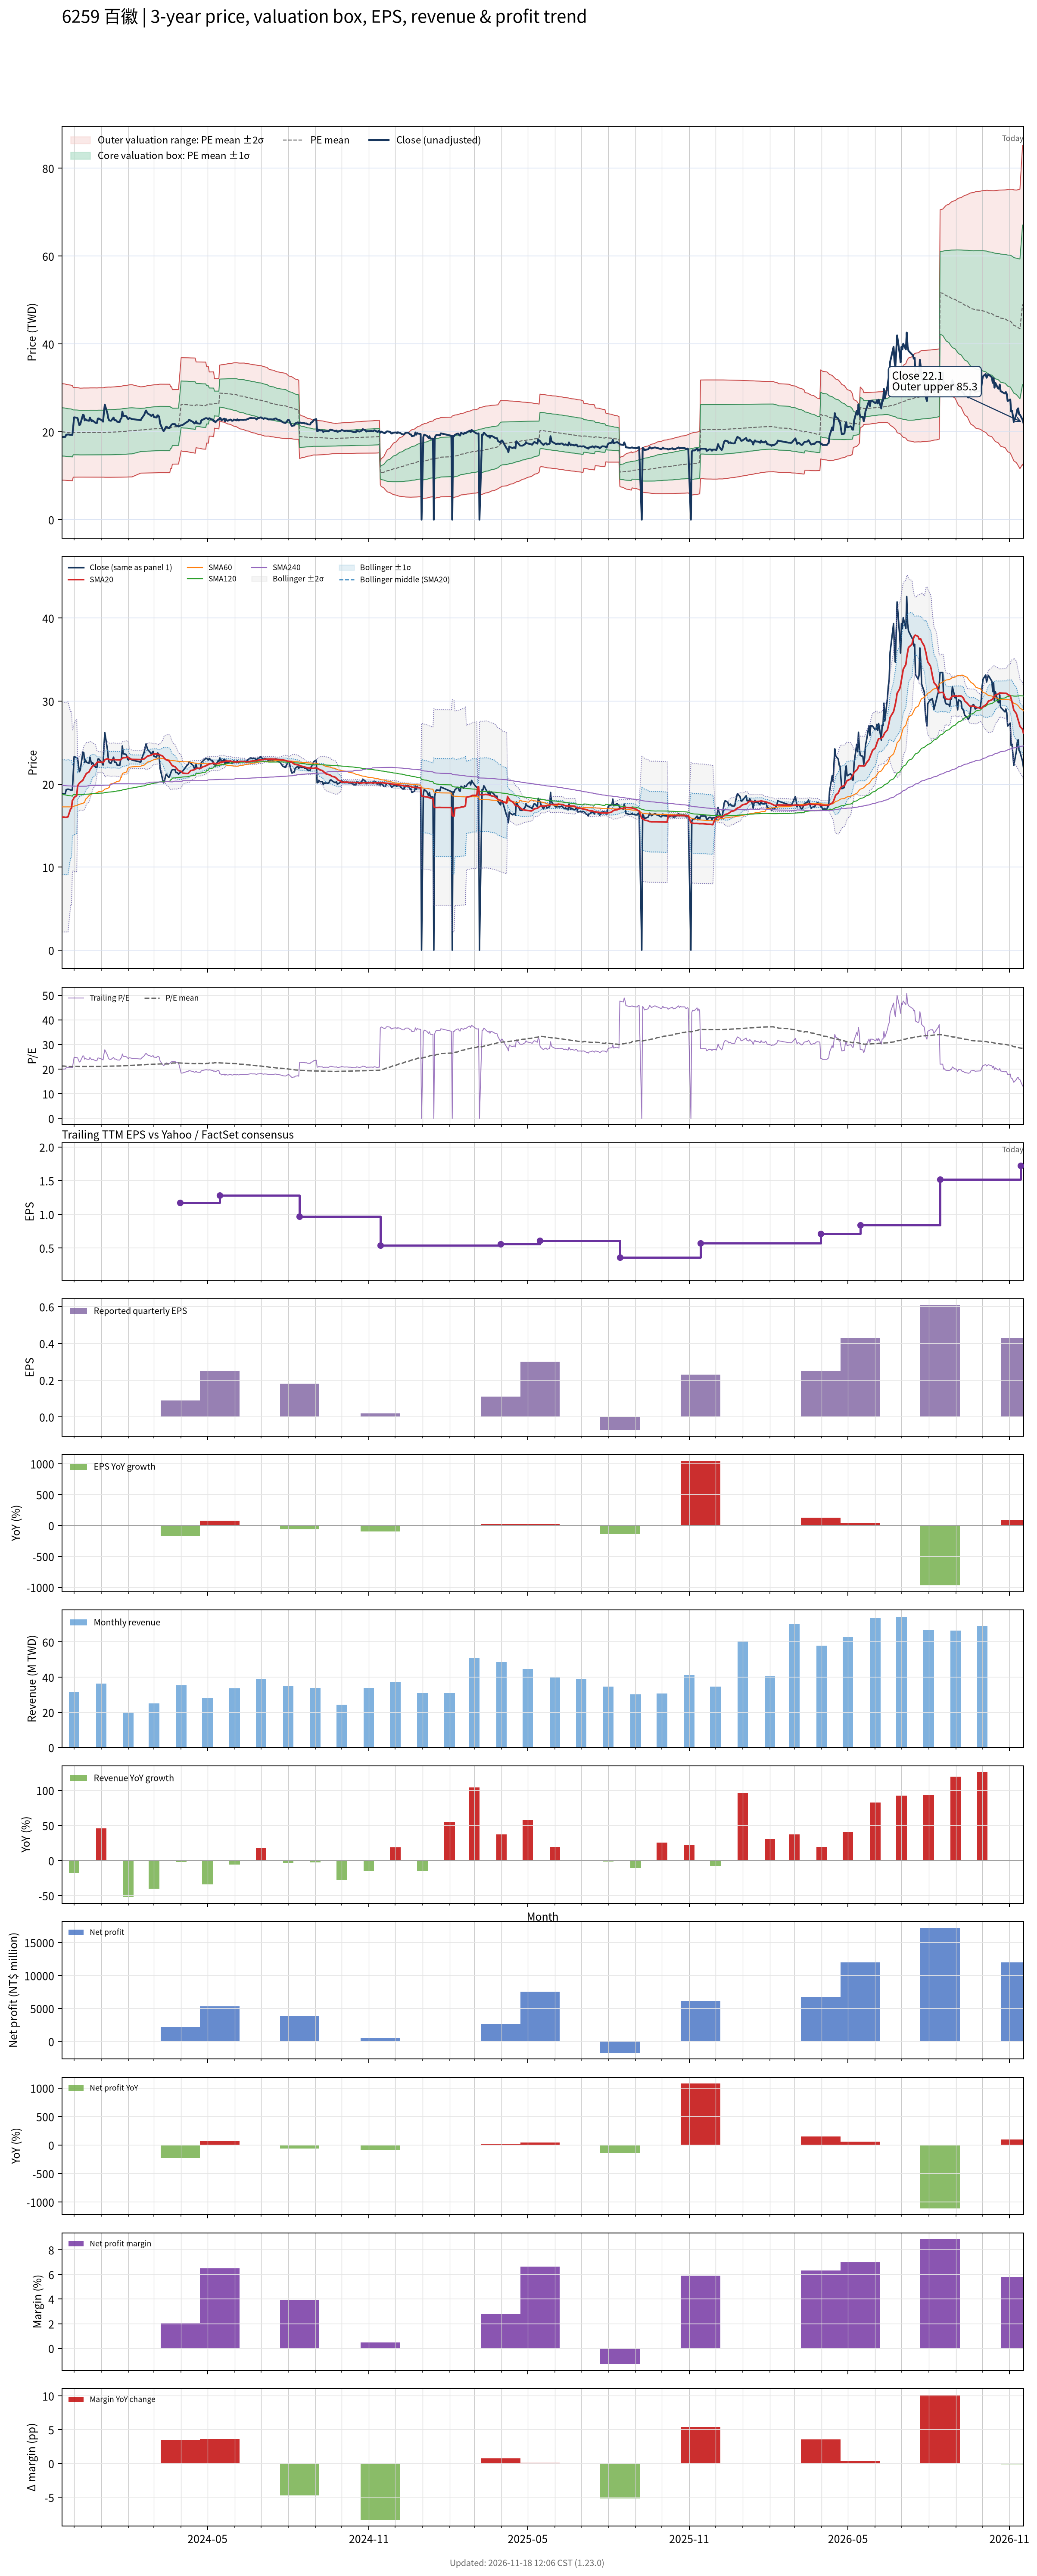 6259 百徽 | 3-year price, valuation box, EPS, revenue & profit trend
Outer valuation range: PE mean ±2σ
Core valuation box: PE mean ±1σ
PE mean
Close (unadjusted)
Today
Price (TWD)
80
60
40
20
0
Close 22.1
Outer upper 85.3
Close (same as panel 1)
SMA20
SMA60
SMA120
SMA240
Bollinger ±2σ
Bollinger ±1σ
Bollinger middle (SMA20)
Price
40
30
20
10
0
Trailing P/E
P/E mean
P/E
50
40
30
20
10
0
Trailing TTM EPS vs Yahoo / FactSet consensus
Today
EPS
2.0
1.5
1.0
0.5
Reported quarterly EPS
EPS
0.6
0.4
0.2
0.0
EPS YoY growth
YoY (%)
1000
500
0
-500
-1000
Monthly revenue
Revenue (M TWD)
60
40
20
0
Revenue YoY growth
YoY (%)
100
50
0
-50
Month
Net profit
Net profit (NT$ million)
15000
10000
5000
0
Net profit YoY
YoY (%)
1000
500
0
-500
-1000
Net profit margin
Margin (%)
8
6
4
2
0
Margin YoY change
Δ margin (pp)
10
5
0
-5
2024-05
2024-11
2025-05
2025-11
2026-05
2026-11
Updated: 2026-11-18 12:06 CST (1.23.0)